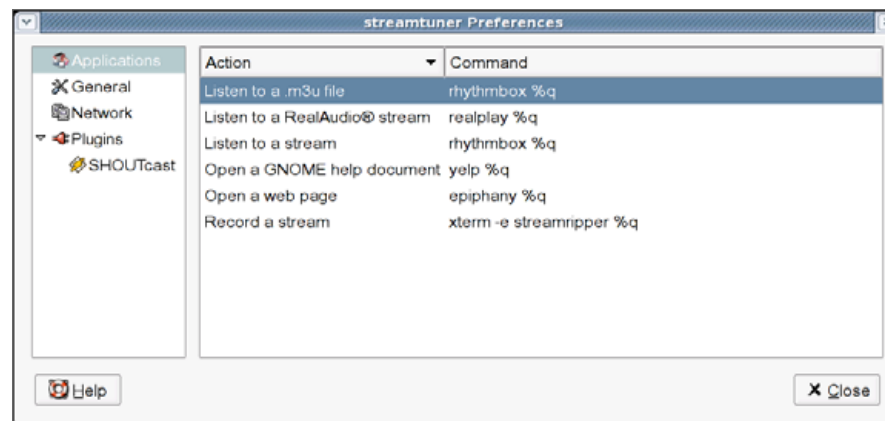 streamtuner Preferences
Applications
General
Network
Plugins
SHOUTcast
Action Command
Listen to a .m3u file rhythmbox %q
Listen to a RealAudio® stream realplay %q
Listen to a stream rhythmbox %q
Open a GNOME help document yelp %q
Open a web page epiphany %q
Record a stream xterm -e streamripper %q
Help Close